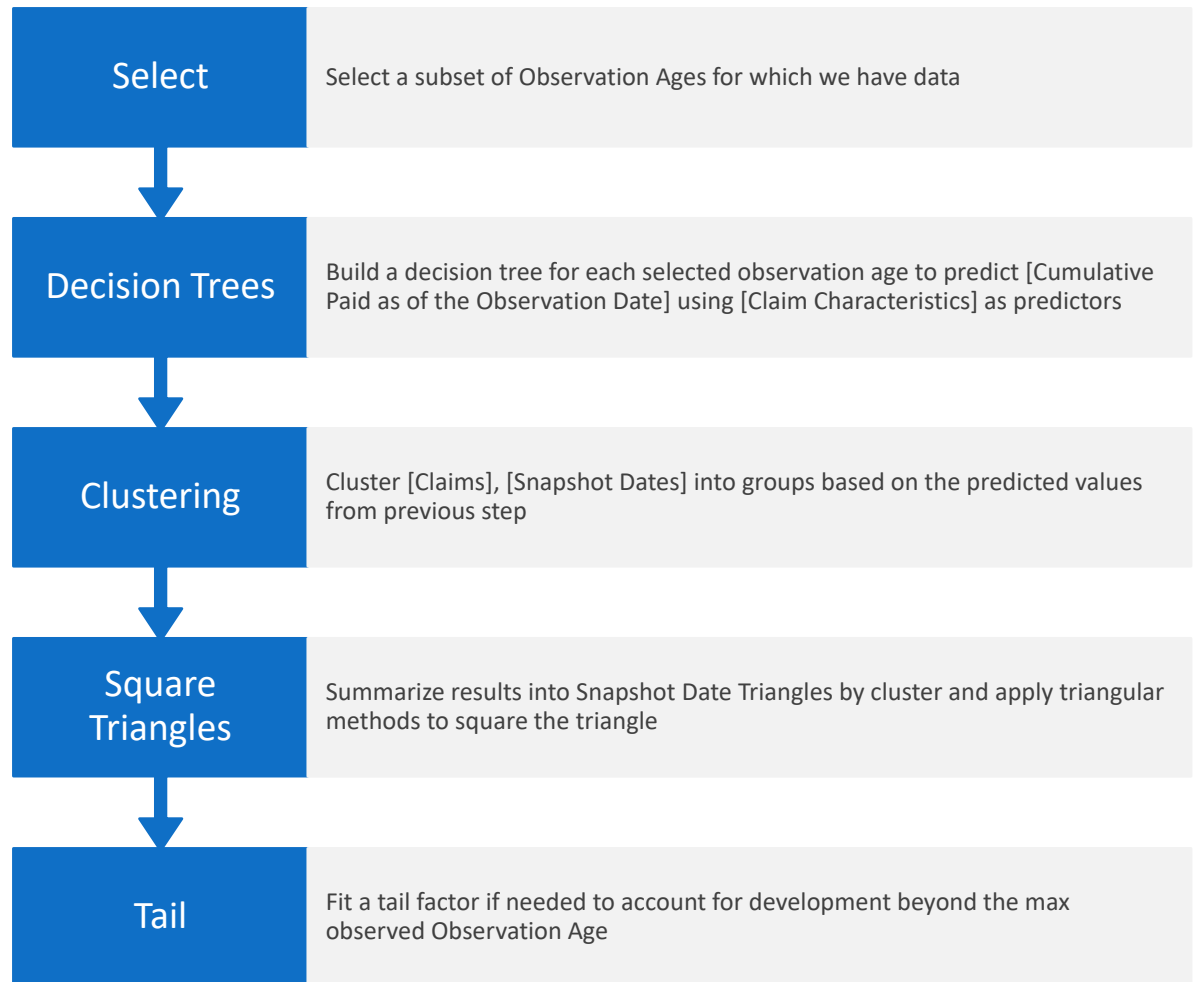 Select
Select a subset of Observation Ages for which we have data
Decision Trees
Build a decision tree for each selected observation age to predict [Cumulative
Paid as of the Observation Date] using [Claim Characteristics] as predictors
Clustering
Cluster [Claims], [Snapshot Dates] into groups based on the predicted values
from previous step
Square
Triangles
Summarize results into Snapshot Date Triangles by cluster and apply triangular
methods to square the triangle
Tail
Fit a tail factor if needed to account for development beyond the max
observed Observation Age